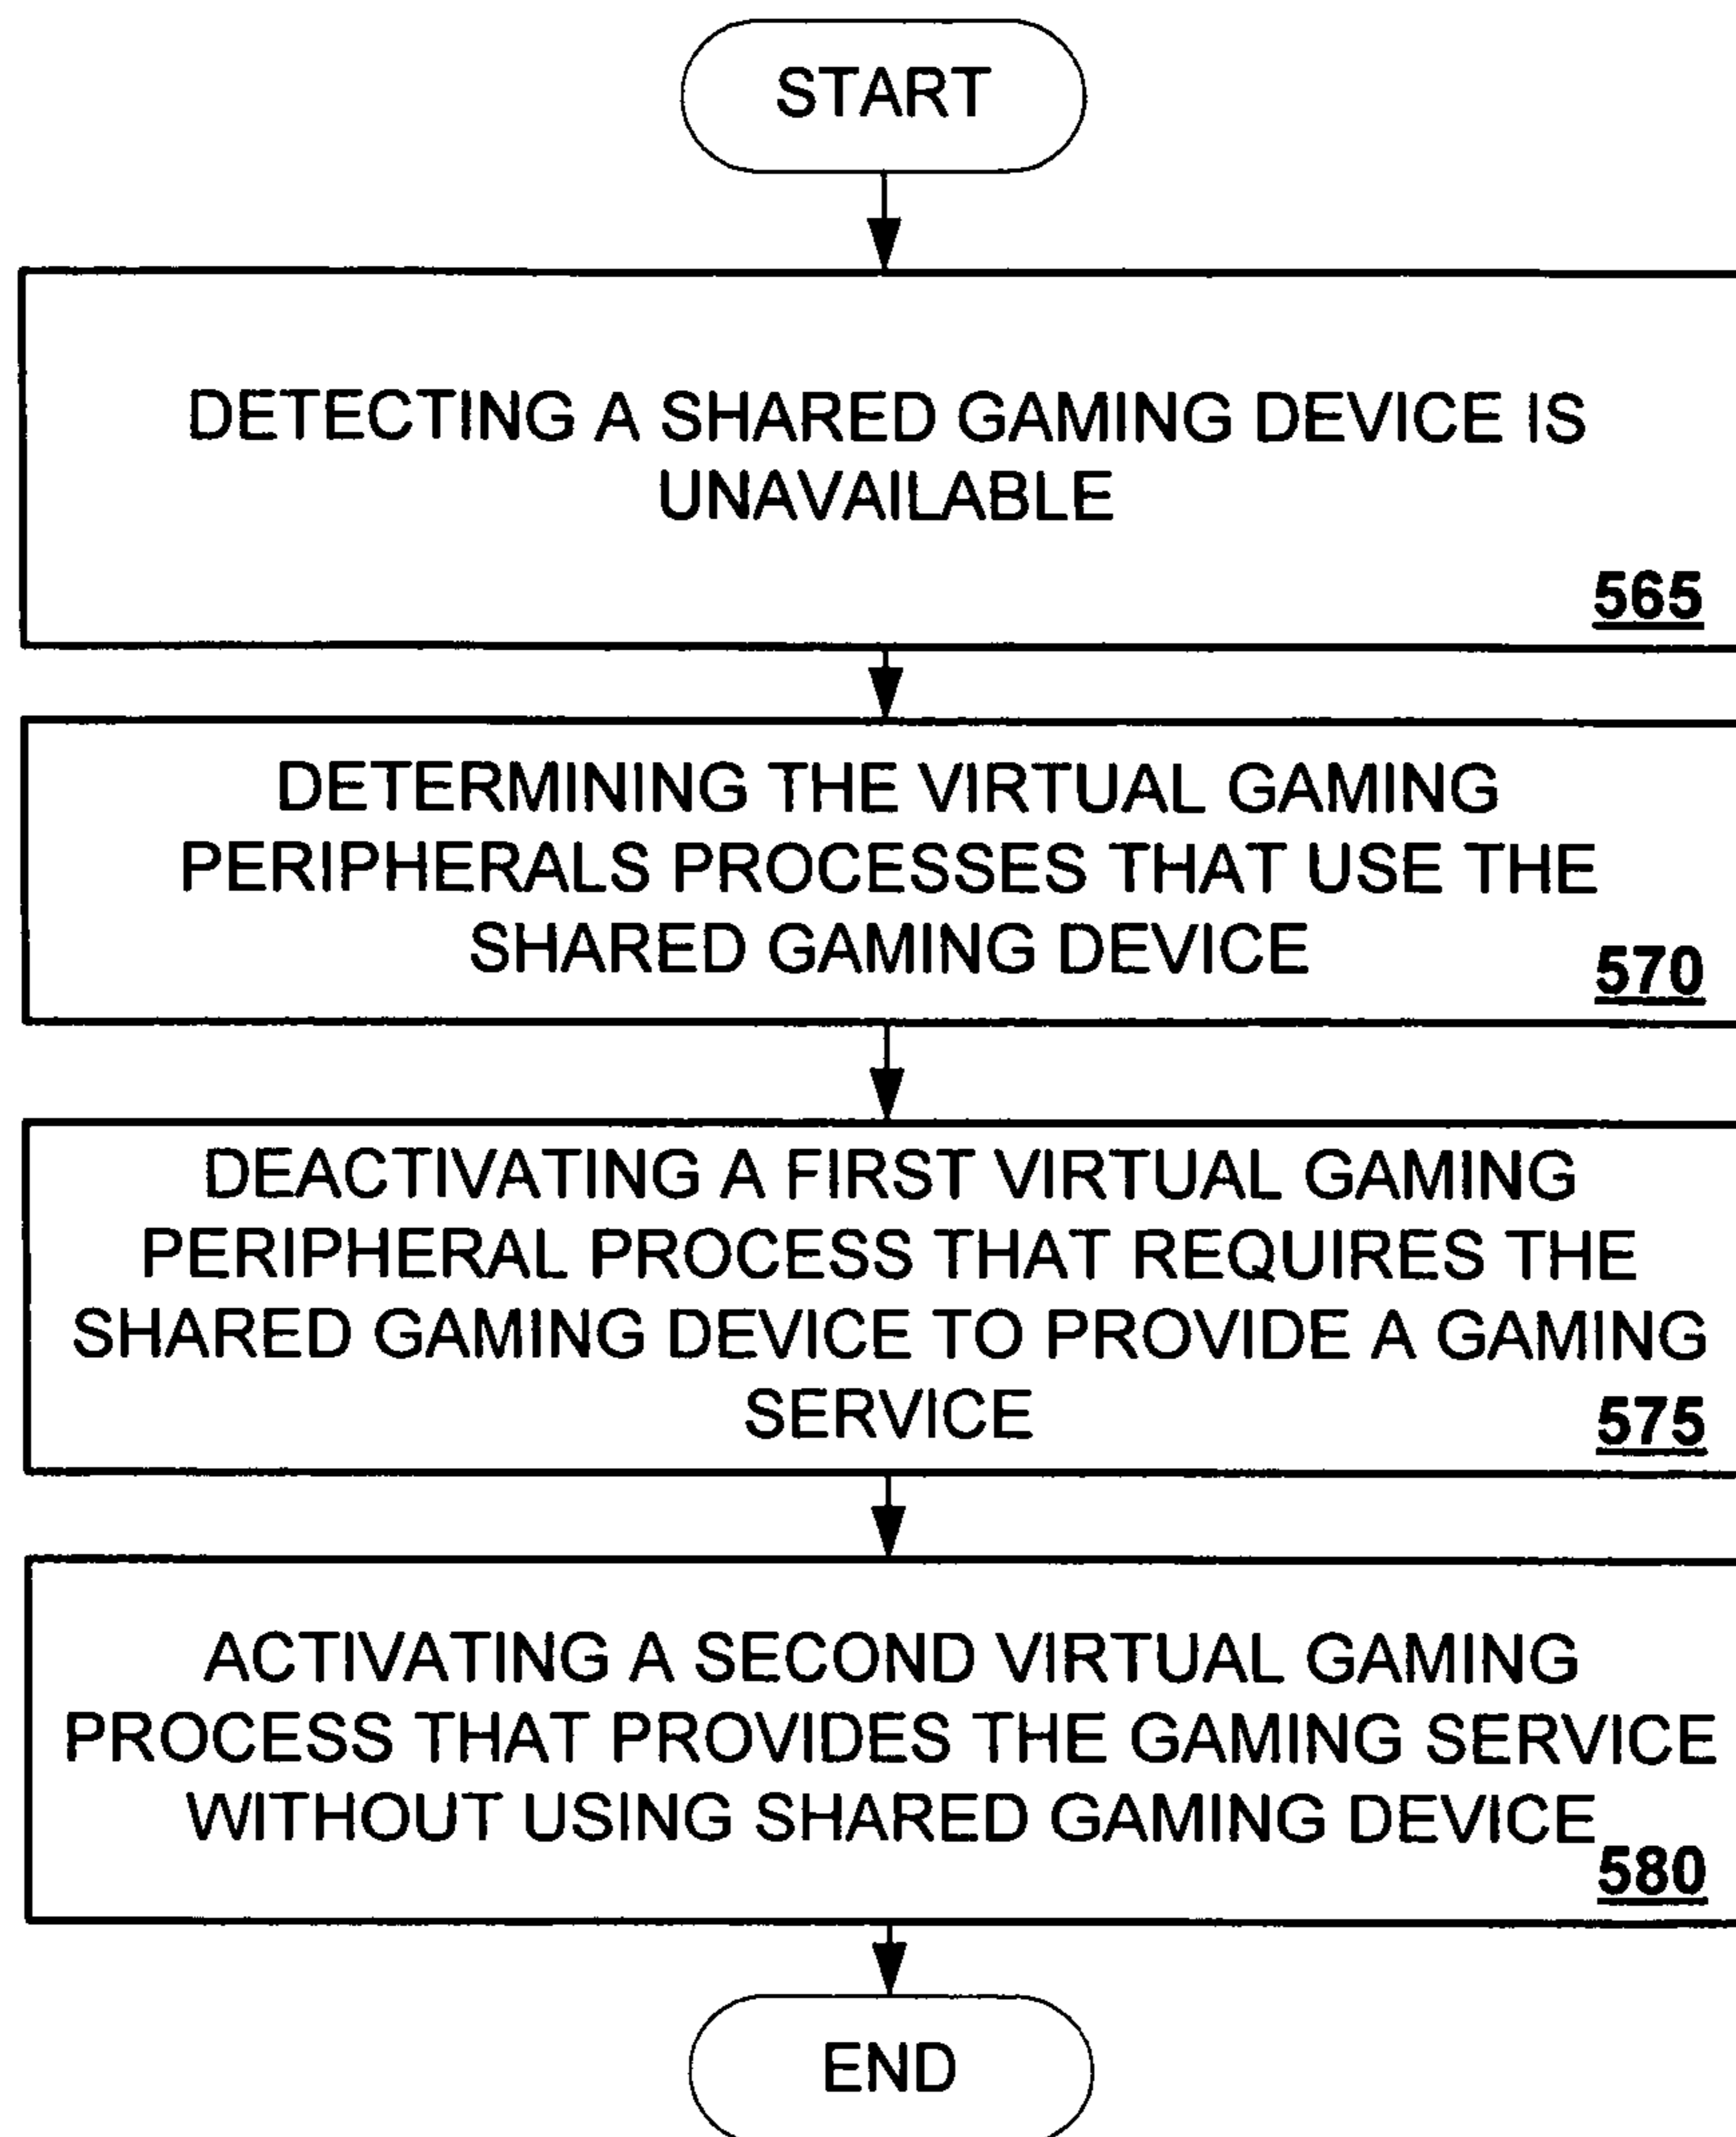 START
DETECTING A SHARED GAMING DEVICE IS
UNAVAILABLE
565
DETERMINING THE VIRTUAL GAMING
PERIPHERALS PROCESSES THAT USE THE
SHARED GAMING DEVICE
570
DEACTIVATING A FIRST VIRTUAL GAMING
PERIPHERAL PROCESS THAT REQUIRES THE
SHARED GAMING DEVICE TO PROVIDE A GAMING
SERVICE
575
ACTIVATING A SECOND VIRTUAL GAMING
PROCESS THAT PROVIDES THE GAMING SERVICE
WITHOUT USING SHARED GAMING DEVICE
580
END